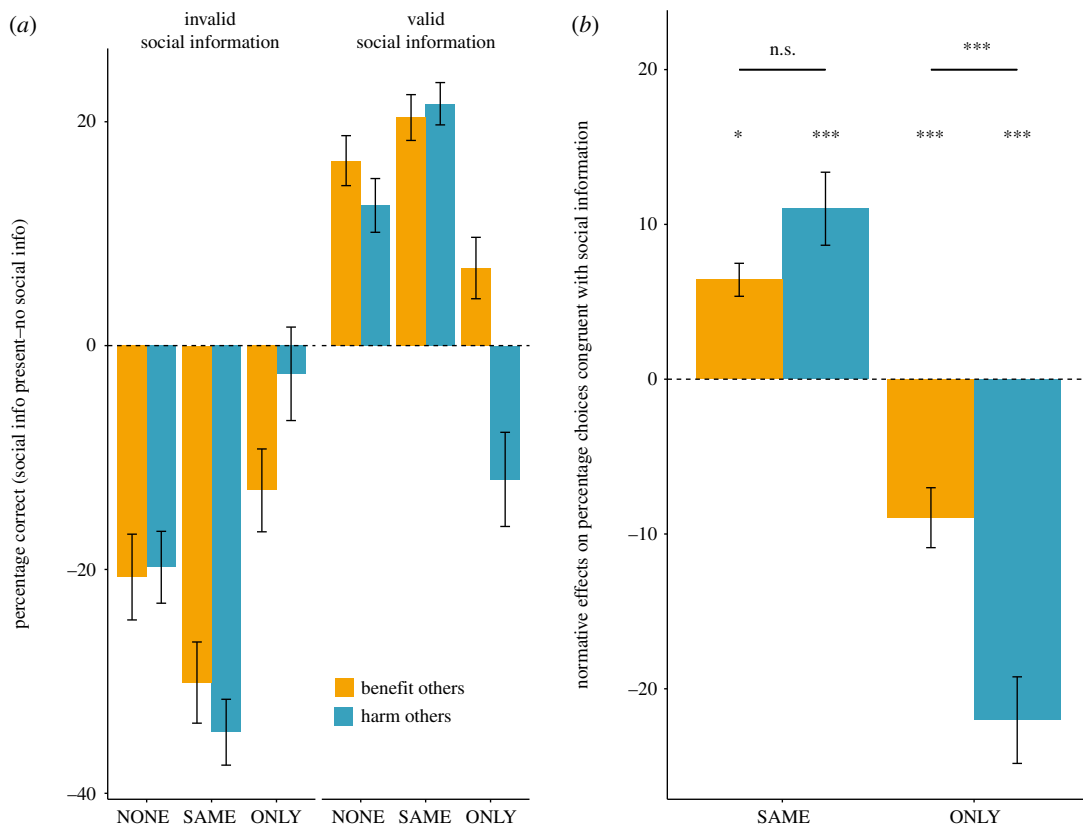 (a)
invalid
social information
valid
social information
percentage correct (social info present–no social info)
20
0
–20
–40
benefit others
harm others
NONE SAME ONLY NONE SAME ONLY
(b)
normative effects on percentage choices congruent with social information
n.s.
***
* *** *** ***
20
10
0
–10
–20
SAME ONLY